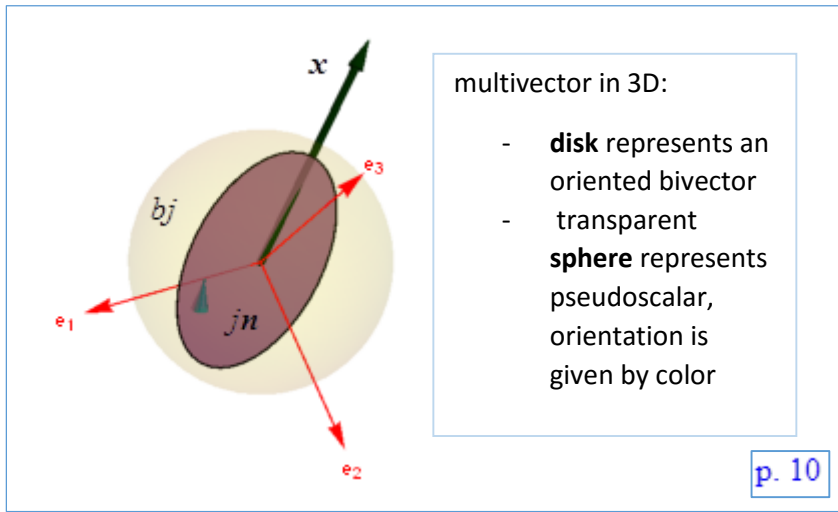 x
e₃
bj
e₁
jn
e₂
multivector in 3D:
- disk represents an
oriented bivector
- transparent
sphere represents
pseudoscalar,
orientation is
given by color
p. 10